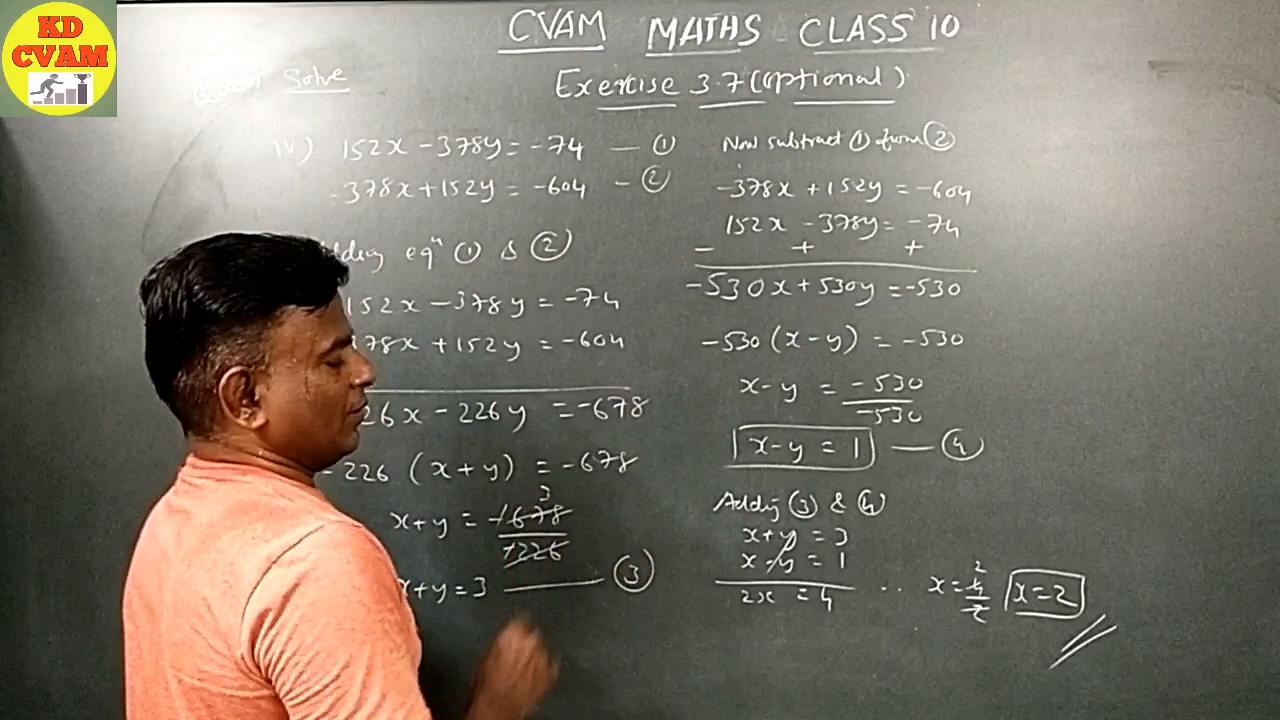 KD
CVAM
CVAM MATHS CLASS 10
Solve
Exercise 3.7 (optional)
iv) 152x - 378y = -74 — ①
-378x + 152y = -604 - ②
eqⁿ ① & ②
152x - 378y = -74
78x + 152y = -604
26x - 226y = -678
-226 (x+y) = -678
3
x+y = -678
-226
x+y = 3 — ③
Now subtract ① from ②
-378x + 152y = -604
152x - 378y = -74
- + +
-530x + 530y = -530
-530 (x-y) = -530
x-y = -530
-530
x-y = 1 — ④
Adding ③ & ④
x+y = 3
x-y = 1
2x = 4 .. x = 4/2 2 x=2